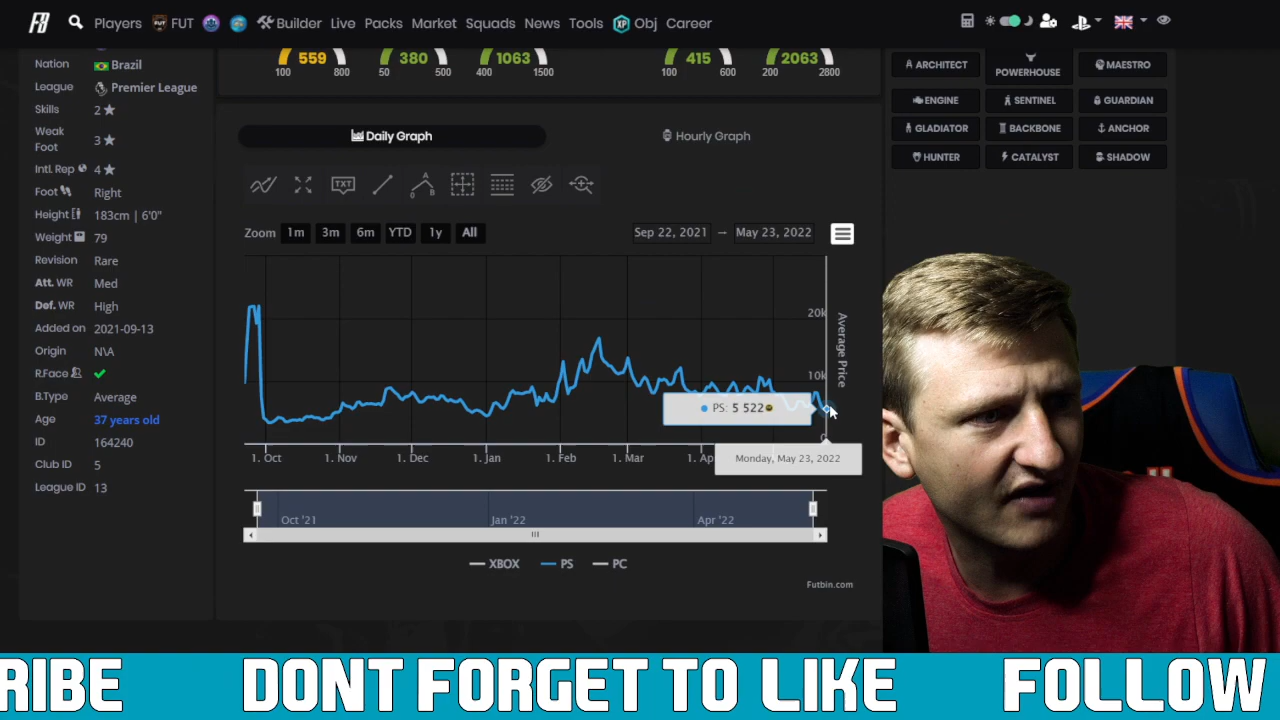 Players FUT Builder Live Packs Market Squads News Tools XP Obj Career
Nation Brazil
League Premier League
Skills 2
Weak Foot 3
Intl. Rep 4
Foot Right
Height 183cm | 6'0"
Weight 79
Revision Rare
Att. WR Med
Def. WR High
Added on 2021-09-13
Origin N\A
R.Face
B.Type Average
Age 37 years old
ID 164240
Club ID 5
League ID 13
559 380 1063 415 2063
100 800 50 500 400 1500 100 600 200 2800
Daily Graph Hourly Graph
TXT
Zoom 1m 3m 6m YTD 1y All Sep 22, 2021 – May 23, 2022
20k
10k
Average Price
PS: 5 522
1. Oct 1. Nov 1. Dec 1. Jan 1. Feb 1. Mar 1. Ap
Monday, May 23, 2022
Oct '21 Jan '22 Apr '22
XBOX PS PC
Futbin.com
ARCHITECT POWERHOUSE MAESTRO
ENGINE SENTINEL GUARDIAN
GLADIATOR BACKBONE ANCHOR
HUNTER CATALYST SHADOW
RIBE DONT FORGET TO LIKE FOLLOW